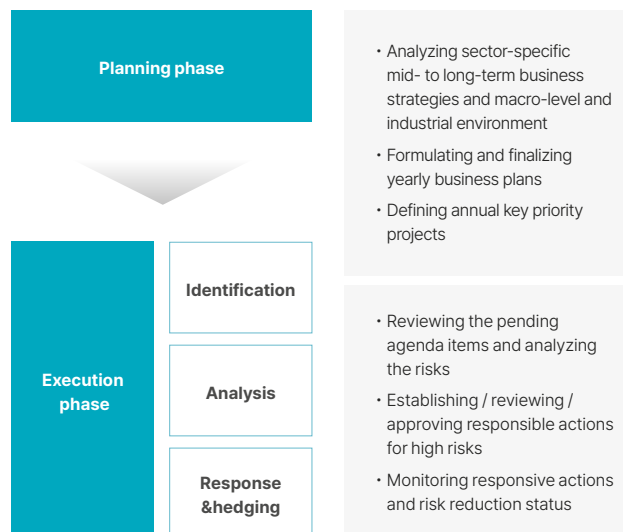 Planning phase
• Analyzing sector-specific
mid- to long-term business
strategies and macro-level and
industrial environment
• Formulating and finalizing
yearly business plans
• Defining annual key priority
projects
Execution
phase
Identification
Analysis
Response
&hedging
• Reviewing the pending
agenda items and analyzing
the risks
• Establishing / reviewing /
approving responsible actions
for high risks
• Monitoring responsive actions
and risk reduction status